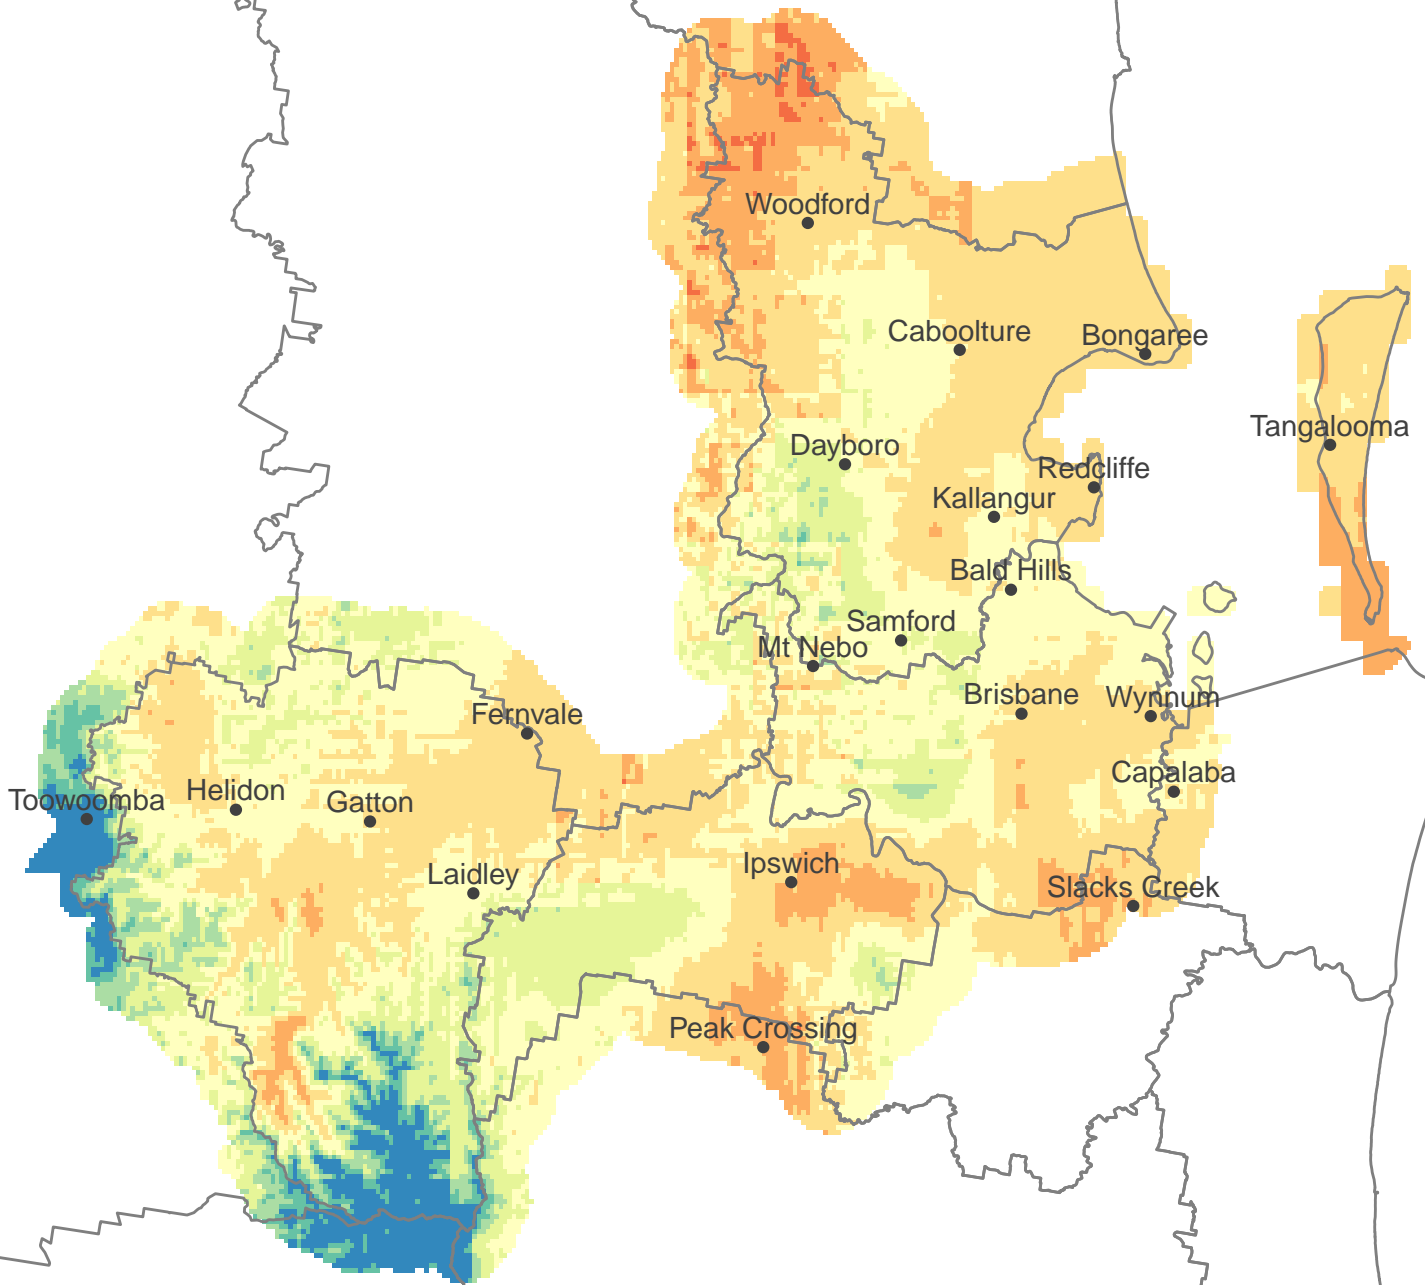 Woodford
Caboolture
Bongaree
Tangalooma
Dayboro
Redcliffe
Kallangur
Bald Hills
Samford
Mt Nebo
Brisbane
Wynnum
Fernvale
Capalaba
Toowoomba
Helidon
Gatton
Ipswich
Laidley
Slacks Creek
Peak Crossing